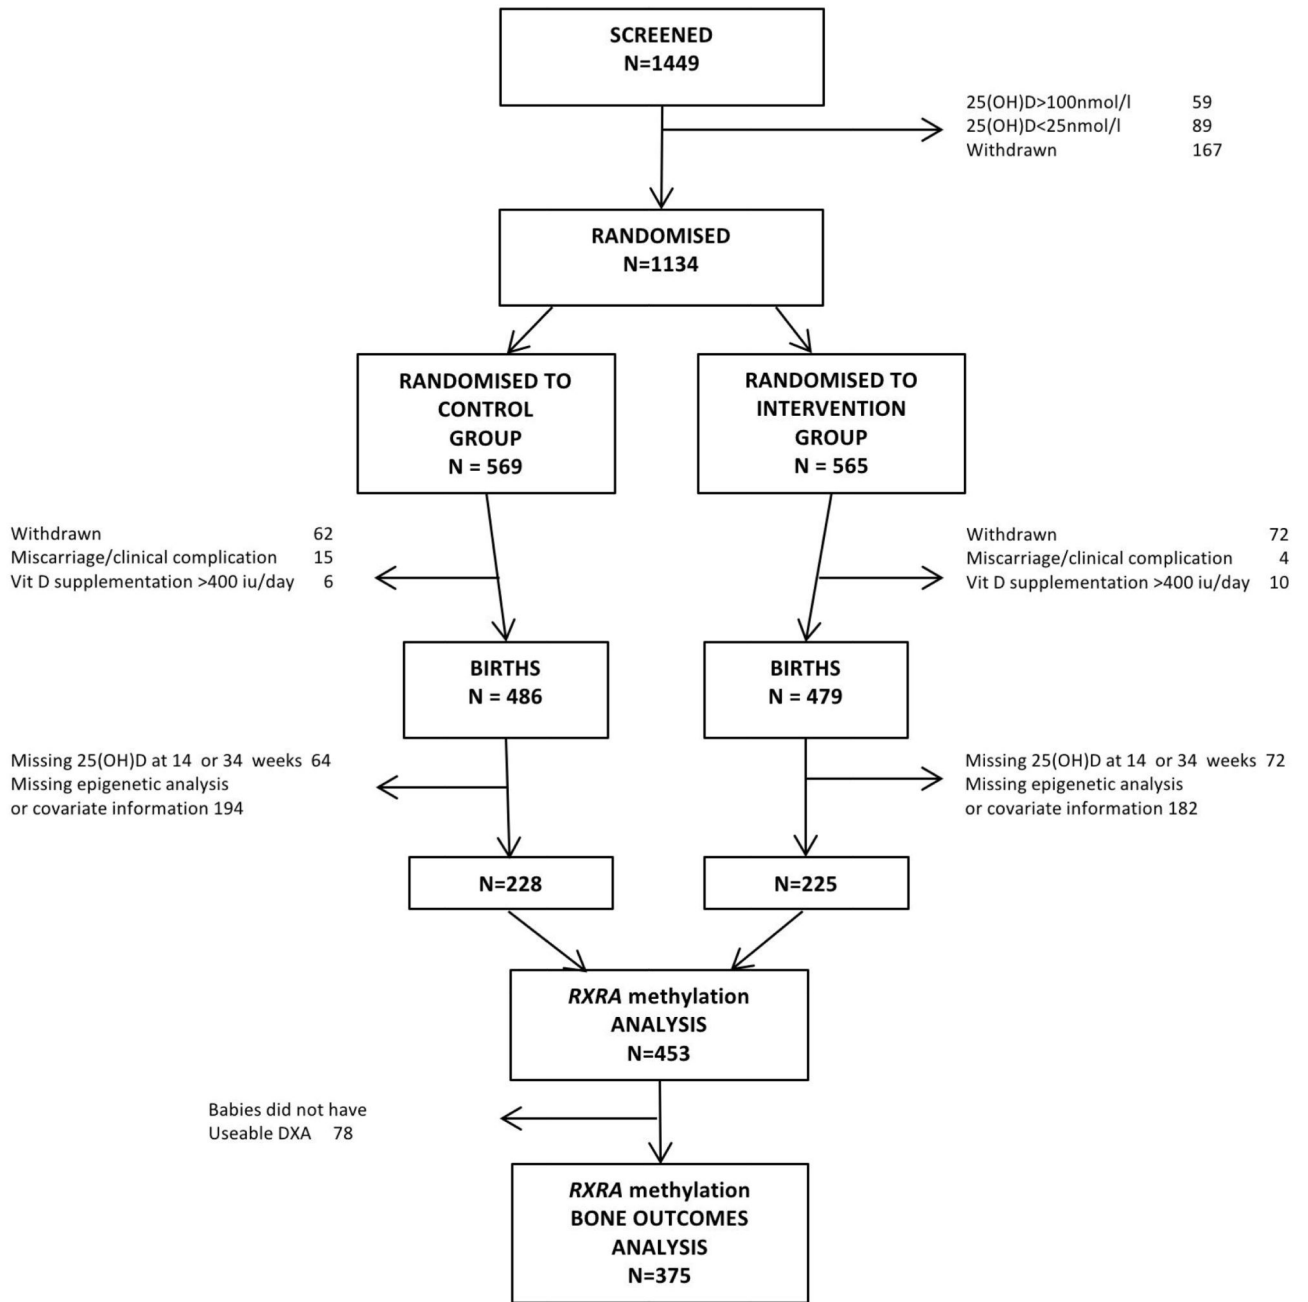 SCREENED
N=1449
25(OH)D>100nmol/l 59
25(OH)D<25nmol/l 89
Withdrawn 167
RANDOMISED
N=1134
RANDOMISED TO
CONTROL
GROUP
N = 569
RANDOMISED TO
INTERVENTION
GROUP
N = 565
Withdrawn 62
Miscarriage/clinical complication 15
Vit D supplementation >400 iu/day 6
Withdrawn 72
Miscarriage/clinical complication 4
Vit D supplementation >400 iu/day 10
BIRTHS
N = 486
BIRTHS
N = 479
Missing 25(OH)D at 14 or 34 weeks 64
Missing epigenetic analysis
or covariate information 194
Missing 25(OH)D at 14 or 34 weeks 72
Missing epigenetic analysis
or covariate information 182
N=228
N=225
RXRA methylation
ANALYSIS
N=453
Babies did not have
Useable DXA 78
RXRA methylation
BONE OUTCOMES
ANALYSIS
N=375